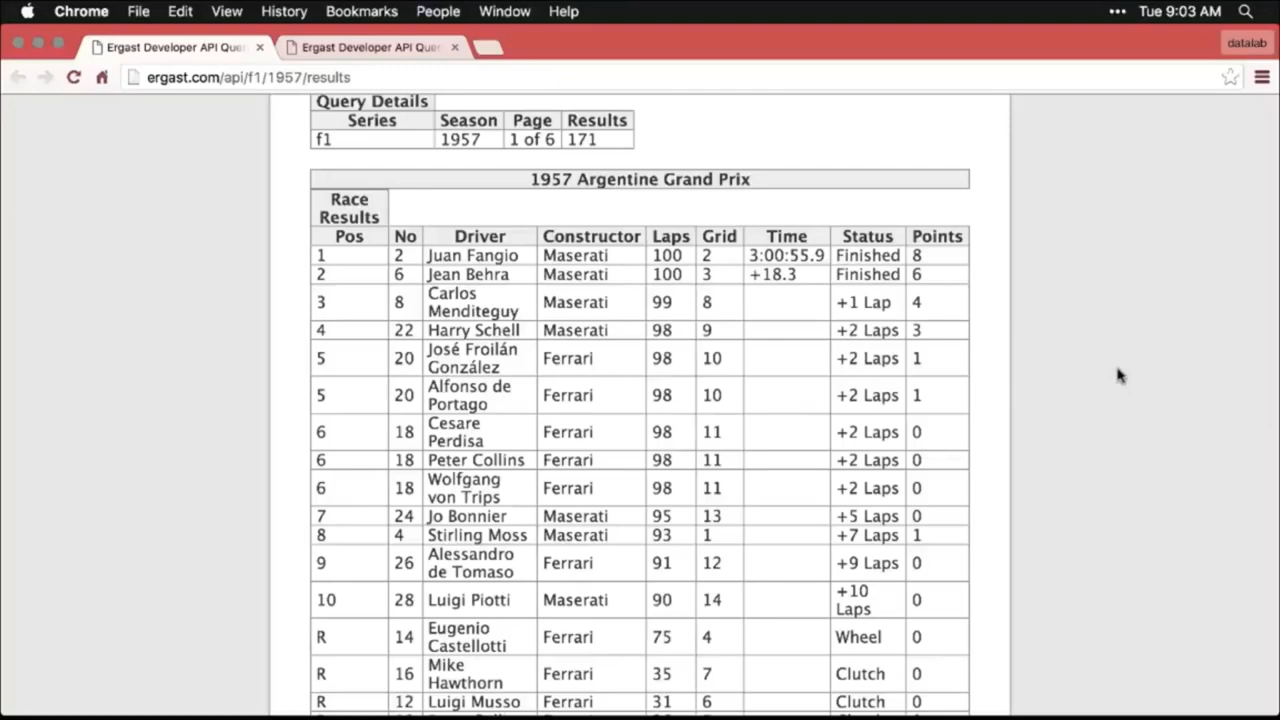 Chrome File Edit View History Bookmarks People Window Help ••• Tue 9:03 AM
Ergast Developer API Que Ergast Developer API Que datalab
ergast.com/api/f1/1957/results
Query Details
Series Season Page Results
f1 1957 1 of 6 171
1957 Argentine Grand Prix
Race
Results
Pos No Driver Constructor Laps Grid Time Status Points
1 2 Juan Fangio Maserati 100 2 3:00:55.9 Finished 8
2 6 Jean Behra Maserati 100 3 +18.3 Finished 6
3 8 Carlos Menditeguy Maserati 99 8 +1 Lap 4
4 22 Harry Schell Maserati 98 9 +2 Laps 3
5 20 José Froilán González Ferrari 98 10 +2 Laps 1
5 20 Alfonso de Portago Ferrari 98 10 +2 Laps 1
6 18 Cesare Perdisa Ferrari 98 11 +2 Laps 0
6 18 Peter Collins Ferrari 98 11 +2 Laps 0
6 18 Wolfgang von Trips Ferrari 98 11 +2 Laps 0
7 24 Jo Bonnier Maserati 95 13 +5 Laps 0
8 4 Stirling Moss Maserati 93 1 +7 Laps 1
9 26 Alessandro de Tomaso Ferrari 91 12 +9 Laps 0
10 28 Luigi Piotti Maserati 90 14 +10 Laps 0
R 14 Eugenio Castellotti Ferrari 75 4 Wheel 0
R 16 Mike Hawthorn Ferrari 35 7 Clutch 0
R 12 Luigi Musso Ferrari 31 6 Clutch 0